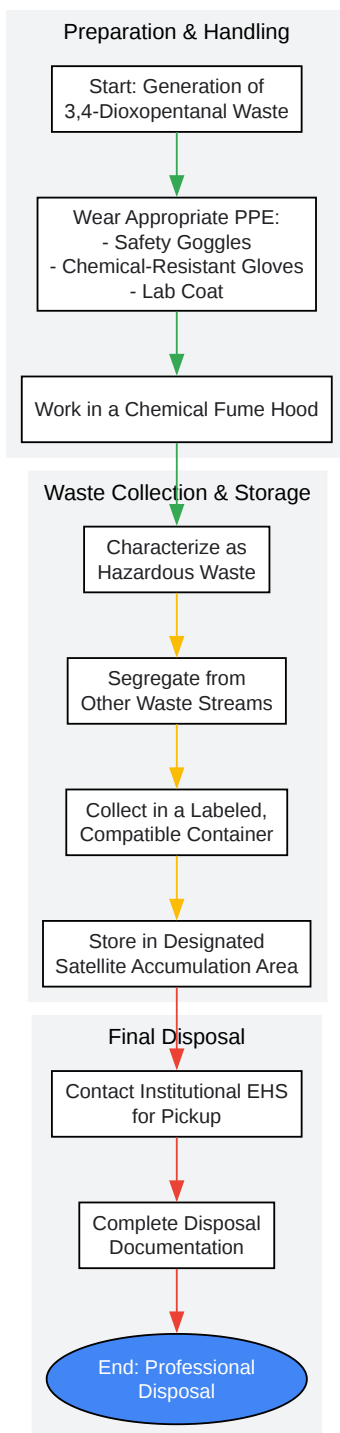 Preparation & Handling
Start: Generation of
3,4-Dioxopentanal Waste
Wear Appropriate PPE:
- Safety Goggles
- Chemical-Resistant Gloves
- Lab Coat
Work in a Chemical Fume Hood
Waste Collection & Storage
Characterize as
Hazardous Waste
Segregate from
Other Waste Streams
Collect in a Labeled,
Compatible Container
Store in Designated
Satellite Accumulation Area
Final Disposal
Contact Institutional EHS
for Pickup
Complete Disposal
Documentation
End: Professional
Disposal